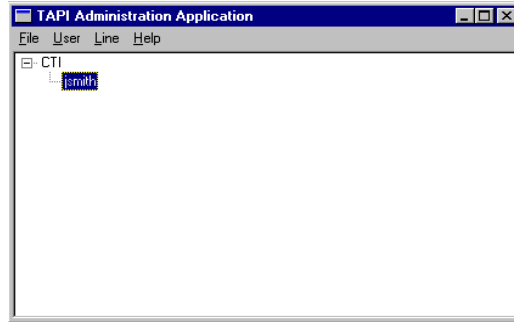 TAPI Administration Application
File User Line Help
CTI
jsmith